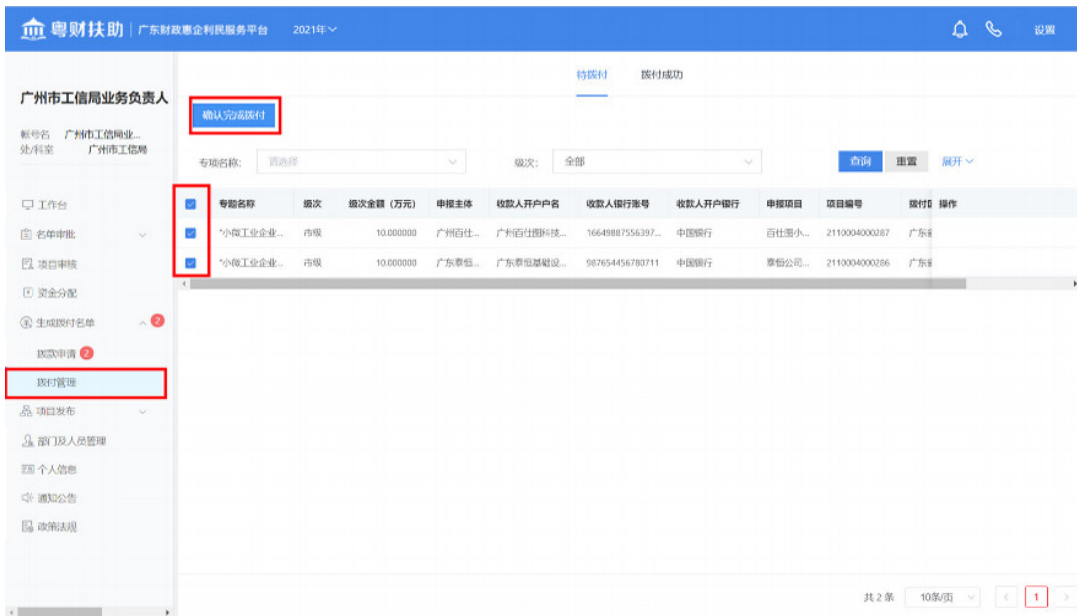 粤财扶助 广东财政惠企利民服务平台 2021年 设置
广州市工信局业务负责人
帐号名 广州市工信局业...
处/科室 广州市工信局
工作台
名单审批
项目审核
资金分配
生成拨付名单 2
拨款申请 2
拨付管理
项目发布
部门及人员管理
个人信息
通知公告
政策法规
待拨付 拨付成功
确认完成拨付
专项名称: 请选择 级次: 全部 查询 重置 展开
专题名称 级次 级次金额 (万元) 申报主体 收款人开户户名 收款人银行账号 收款人开户银行 申报项目 项目编号 拨付 操作
"小微工业企业... 市级 10.000000 广州百仕... 广州百仕图科技... 16649887556397... 中国银行 百仕图小... 2110004000287 广东省
"小微工业企业... 市级 10.000000 广东泰恒... 广东泰恒基础设... 987654456780711 中国银行 泰恒公司... 2110004000286 广东省
共 2 条 10条/页 1